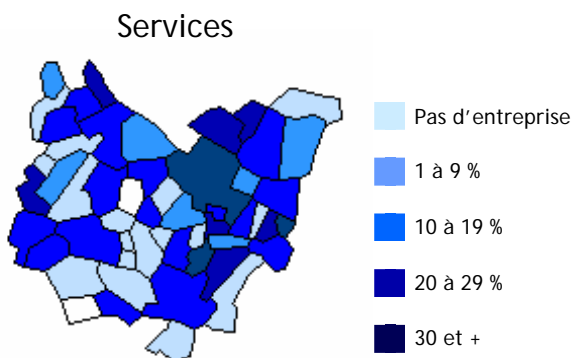 Services
Pas d'entreprise
1 à 9 %
10 à 19 %
20 à 29 %
30 et +